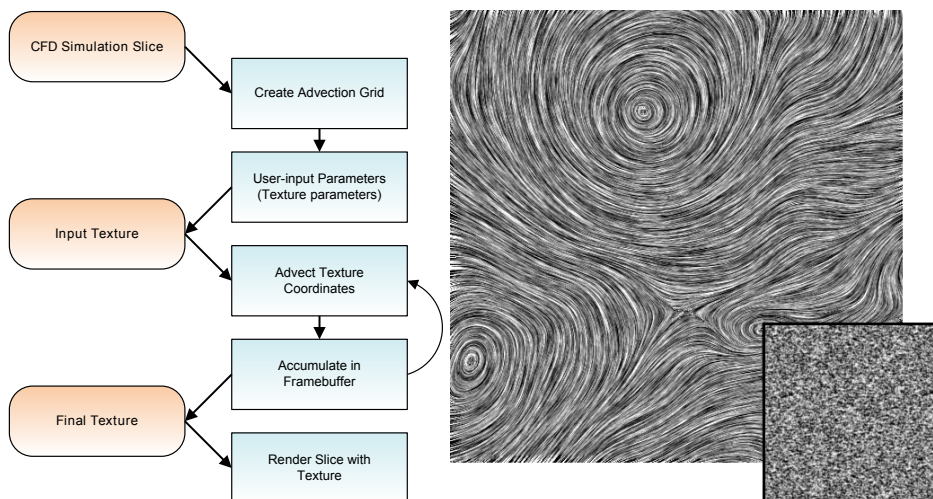 CFD Simulation Slice
Create Advection Grid
User-input Parameters
(Texture parameters)
Input Texture
Advect Texture
Coordinates
Accumulate in
Framebuffer
Final Texture
Render Slice with
Texture